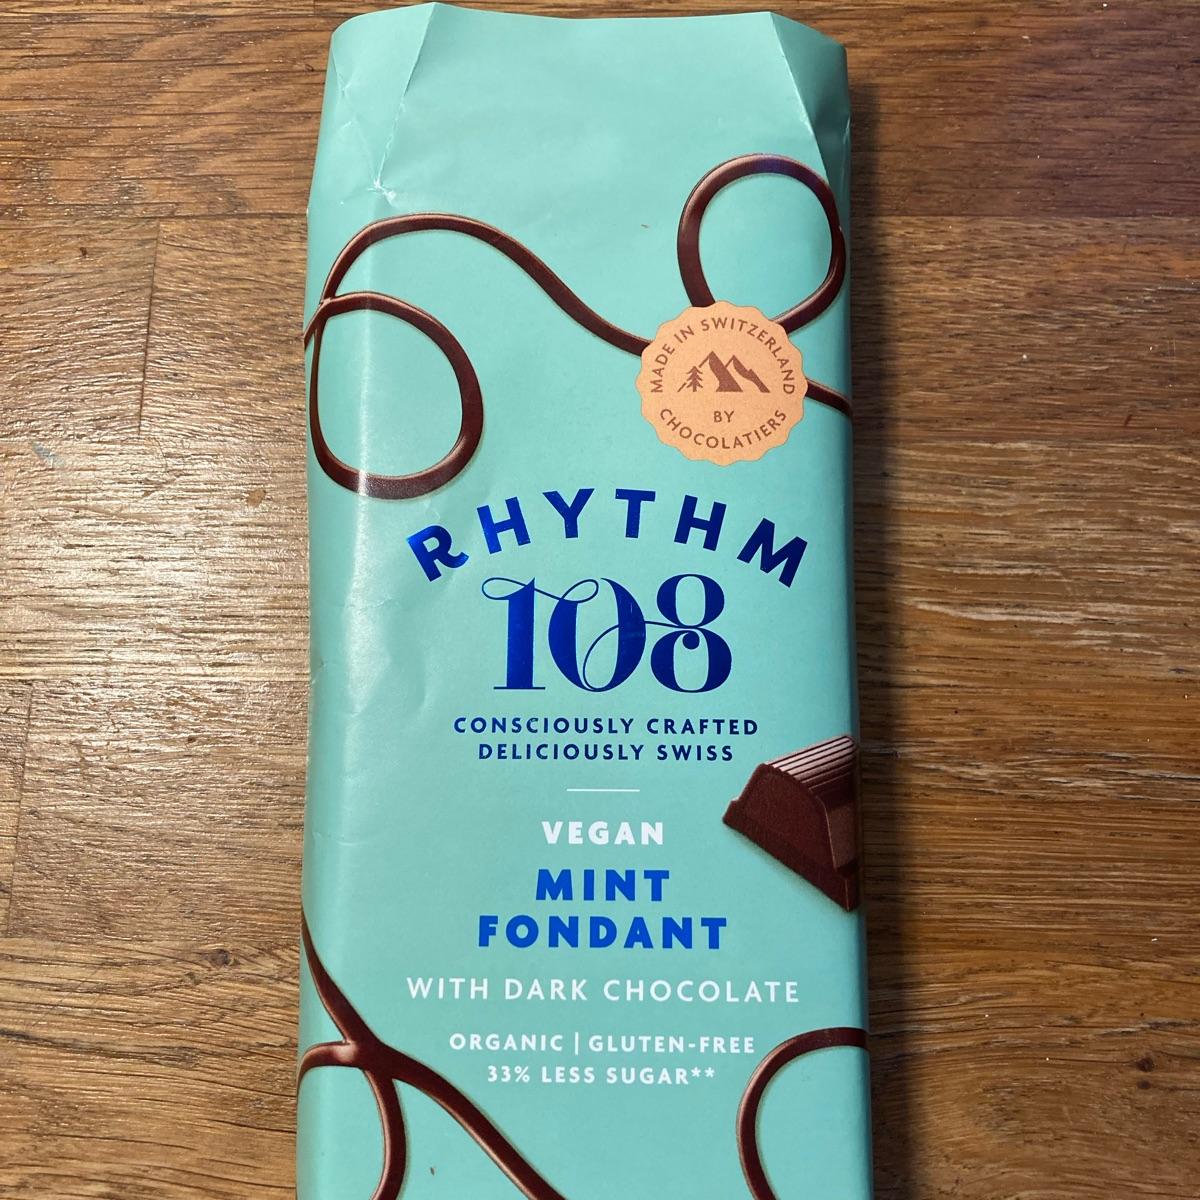 MADE IN SWITZERLAND
BY
CHOCOLATIERS
RHYTHM
108
CONSCIOUSLY CRAFTED
DELICIOUSLY SWISS
VEGAN
MINT
FONDANT
WITH DARK CHOCOLATE
ORGANIC | GLUTEN-FREE
33% LESS SUGAR**